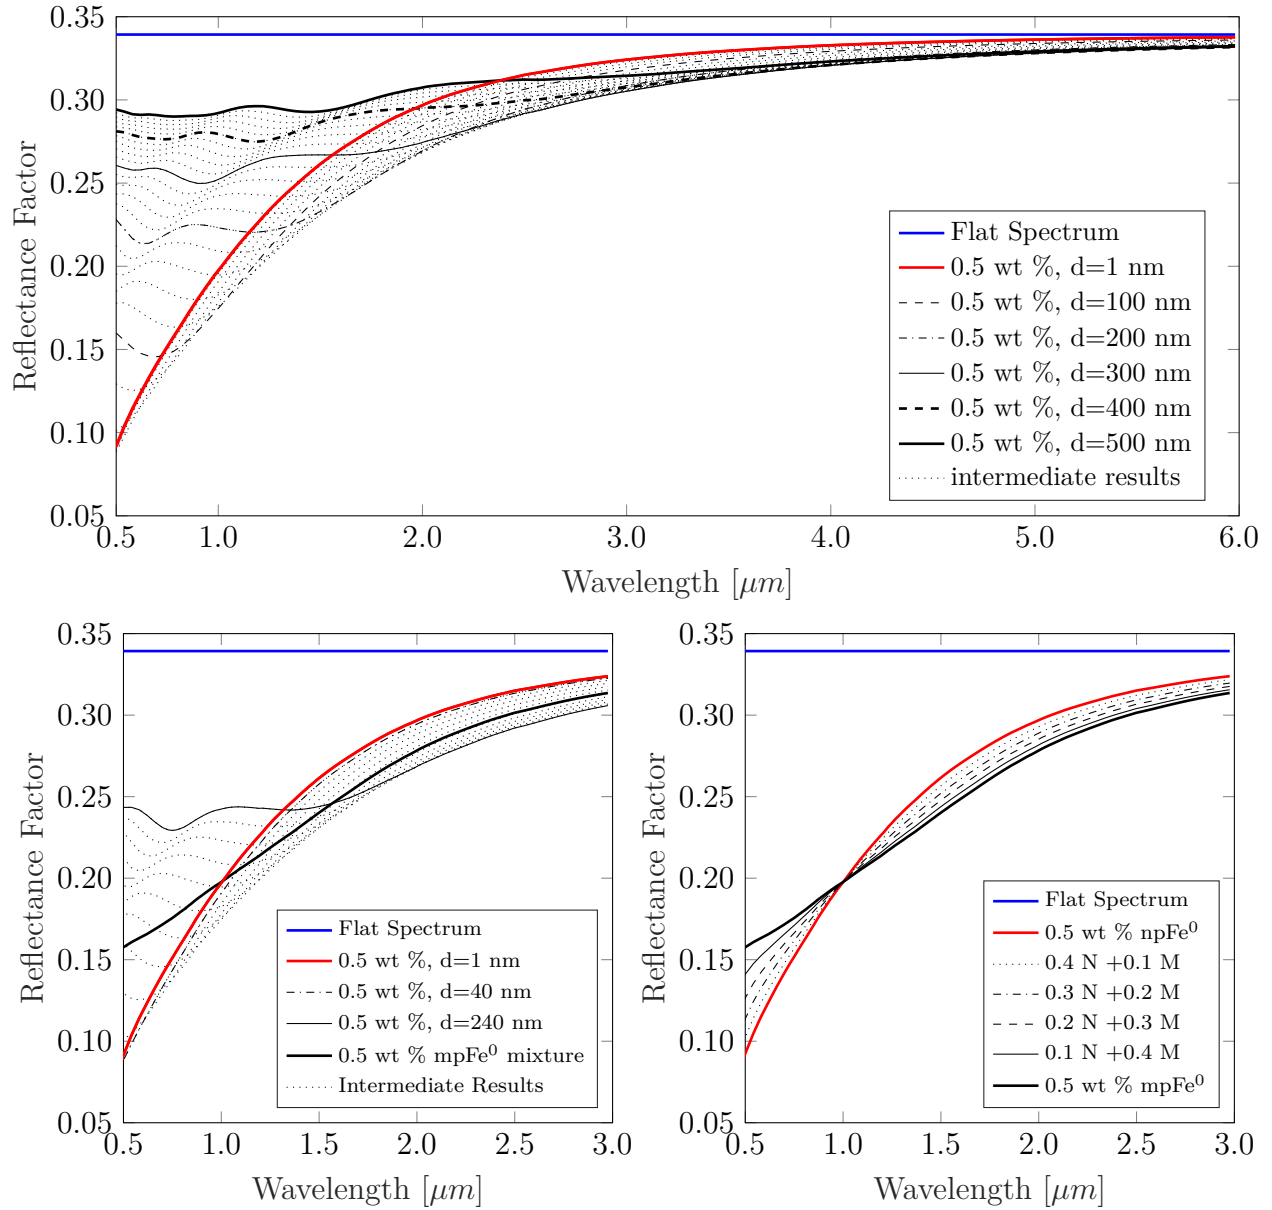 0.35
0.30
0.25
0.20
0.15
0.10
0.05
Reflectance Factor
0.5 1.0 2.0 3.0 4.0 5.0 6.0
Wavelength [μm]
Flat Spectrum
0.5 wt %, d=1 nm
0.5 wt %, d=100 nm
0.5 wt %, d=200 nm
0.5 wt %, d=300 nm
0.5 wt %, d=400 nm
0.5 wt %, d=500 nm
intermediate results
0.35
0.30
0.25
0.20
0.15
0.10
0.05
Reflectance Factor
0.5 1.0 1.5 2.0 2.5 3.0
Wavelength [μm]
Flat Spectrum
0.5 wt %, d=1 nm
0.5 wt %, d=40 nm
0.5 wt %, d=240 nm
0.5 wt % mpFe⁰ mixture
Intermediate Results
0.35
0.30
0.25
0.20
0.15
0.10
0.05
Reflectance Factor
0.5 1.0 1.5 2.0 2.5 3.0
Wavelength [μm]
Flat Spectrum
0.5 wt % npFe⁰
0.4 N +0.1 M
0.3 N +0.2 M
0.2 N +0.3 M
0.1 N +0.4 M
0.5 wt % mpFe⁰